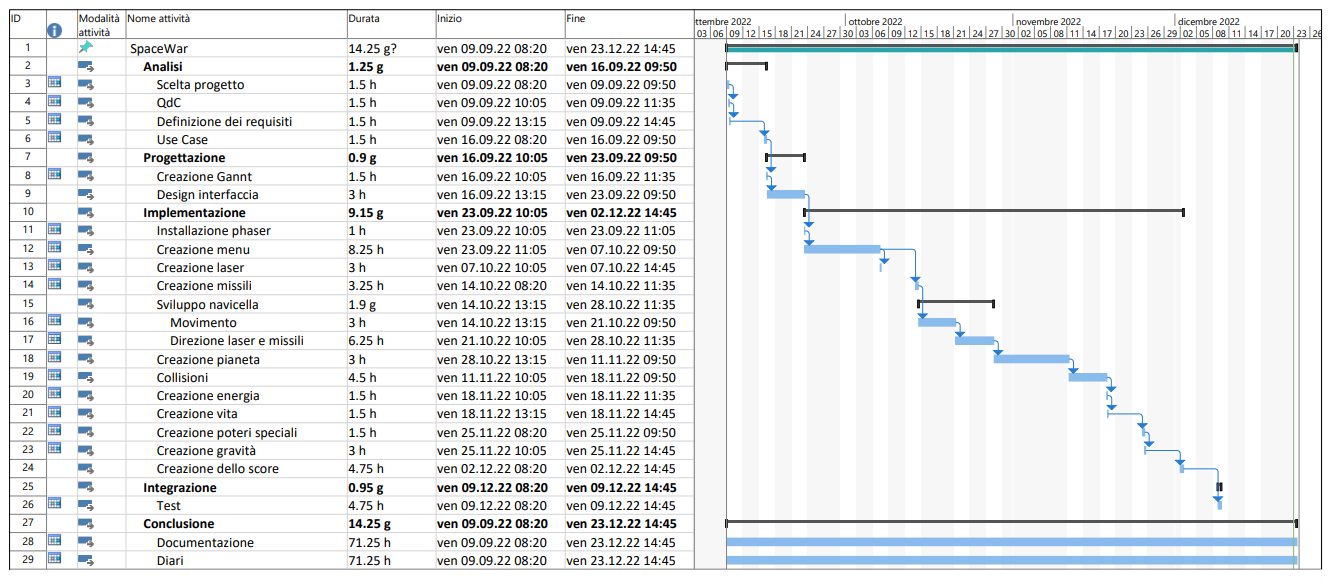 ID Modalità attività Nome attività Durata Inizio Fine ttembre 2022 ottobre 2022 novembre 2022 dicembre 2022
03 06 09 12 15 18 21 24 27 30 03 06 09 12 15 18 21 24 27 30 02 05 08 11 14 17 20 23 26 29 02 05 08 11 14 17 20 23 26
1 SpaceWar 14.25 g? ven 09.09.22 08:20 ven 23.12.22 14:45
2 Analisi 1.25 g ven 09.09.22 08:20 ven 16.09.22 09:50
3 Scelta progetto 1.5 h ven 09.09.22 08:20 ven 09.09.22 09:50
4 QdC 1.5 h ven 09.09.22 10:05 ven 09.09.22 11:35
5 Definizione dei requisiti 1.5 h ven 09.09.22 13:15 ven 09.09.22 14:45
6 Use Case 1.5 h ven 16.09.22 08:20 ven 16.09.22 09:50
7 Progettazione 0.9 g ven 16.09.22 10:05 ven 23.09.22 09:50
8 Creazione Gannt 1.5 h ven 16.09.22 10:05 ven 16.09.22 11:35
9 Design interfaccia 3 h ven 16.09.22 13:15 ven 23.09.22 09:50
10 Implementazione 9.15 g ven 23.09.22 10:05 ven 02.12.22 14:45
11 Installazione phaser 1 h ven 23.09.22 10:05 ven 23.09.22 11:05
12 Creazione menu 8.25 h ven 23.09.22 11:05 ven 07.10.22 09:50
13 Creazione laser 3 h ven 07.10.22 10:05 ven 07.10.22 14:45
14 Creazione missili 3.25 h ven 14.10.22 08:20 ven 14.10.22 11:35
15 Sviluppo navicella 1.9 g ven 14.10.22 13:15 ven 28.10.22 11:35
16 Movimento 3 h ven 14.10.22 13:15 ven 21.10.22 09:50
17 Direzione laser e missili 6.25 h ven 21.10.22 10:05 ven 28.10.22 11:35
18 Creazione pianeta 3 h ven 28.10.22 13:15 ven 11.11.22 09:50
19 Collisioni 4.5 h ven 11.11.22 10:05 ven 18.11.22 09:50
20 Creazione energia 1.5 h ven 18.11.22 10:05 ven 18.11.22 11:35
21 Creazione vita 1.5 h ven 18.11.22 13:15 ven 18.11.22 14:45
22 Creazione poteri speciali 1.5 h ven 25.11.22 08:20 ven 25.11.22 09:50
23 Creazione gravità 3 h ven 25.11.22 10:05 ven 25.11.22 14:45
24 Creazione dello score 4.75 h ven 02.12.22 08:20 ven 02.12.22 14:45
25 Integrazione 0.95 g ven 09.12.22 08:20 ven 09.12.22 14:45
26 Test 4.75 h ven 09.12.22 08:20 ven 09.12.22 14:45
27 Conclusione 14.25 g ven 09.09.22 08:20 ven 23.12.22 14:45
28 Documentazione 71.25 h ven 09.09.22 08:20 ven 23.12.22 14:45
29 Diari 71.25 h ven 09.09.22 08:20 ven 23.12.22 14:45